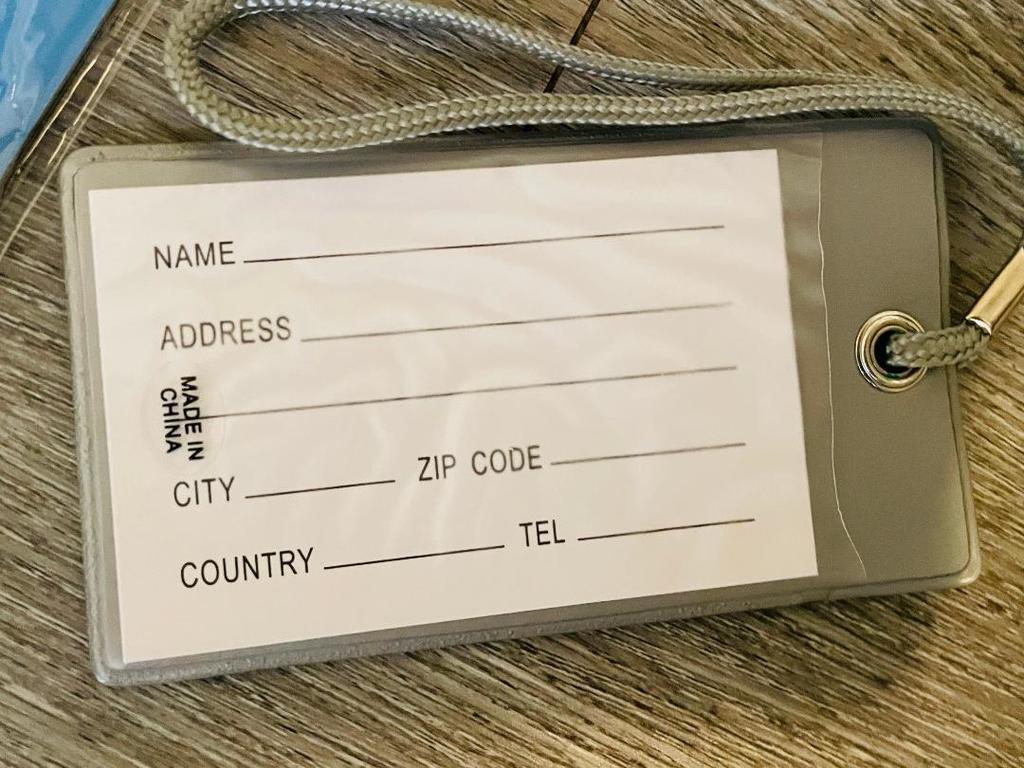 NAME
ADDRESS
MADE IN
CHINA
CITY ZIP CODE
COUNTRY TEL